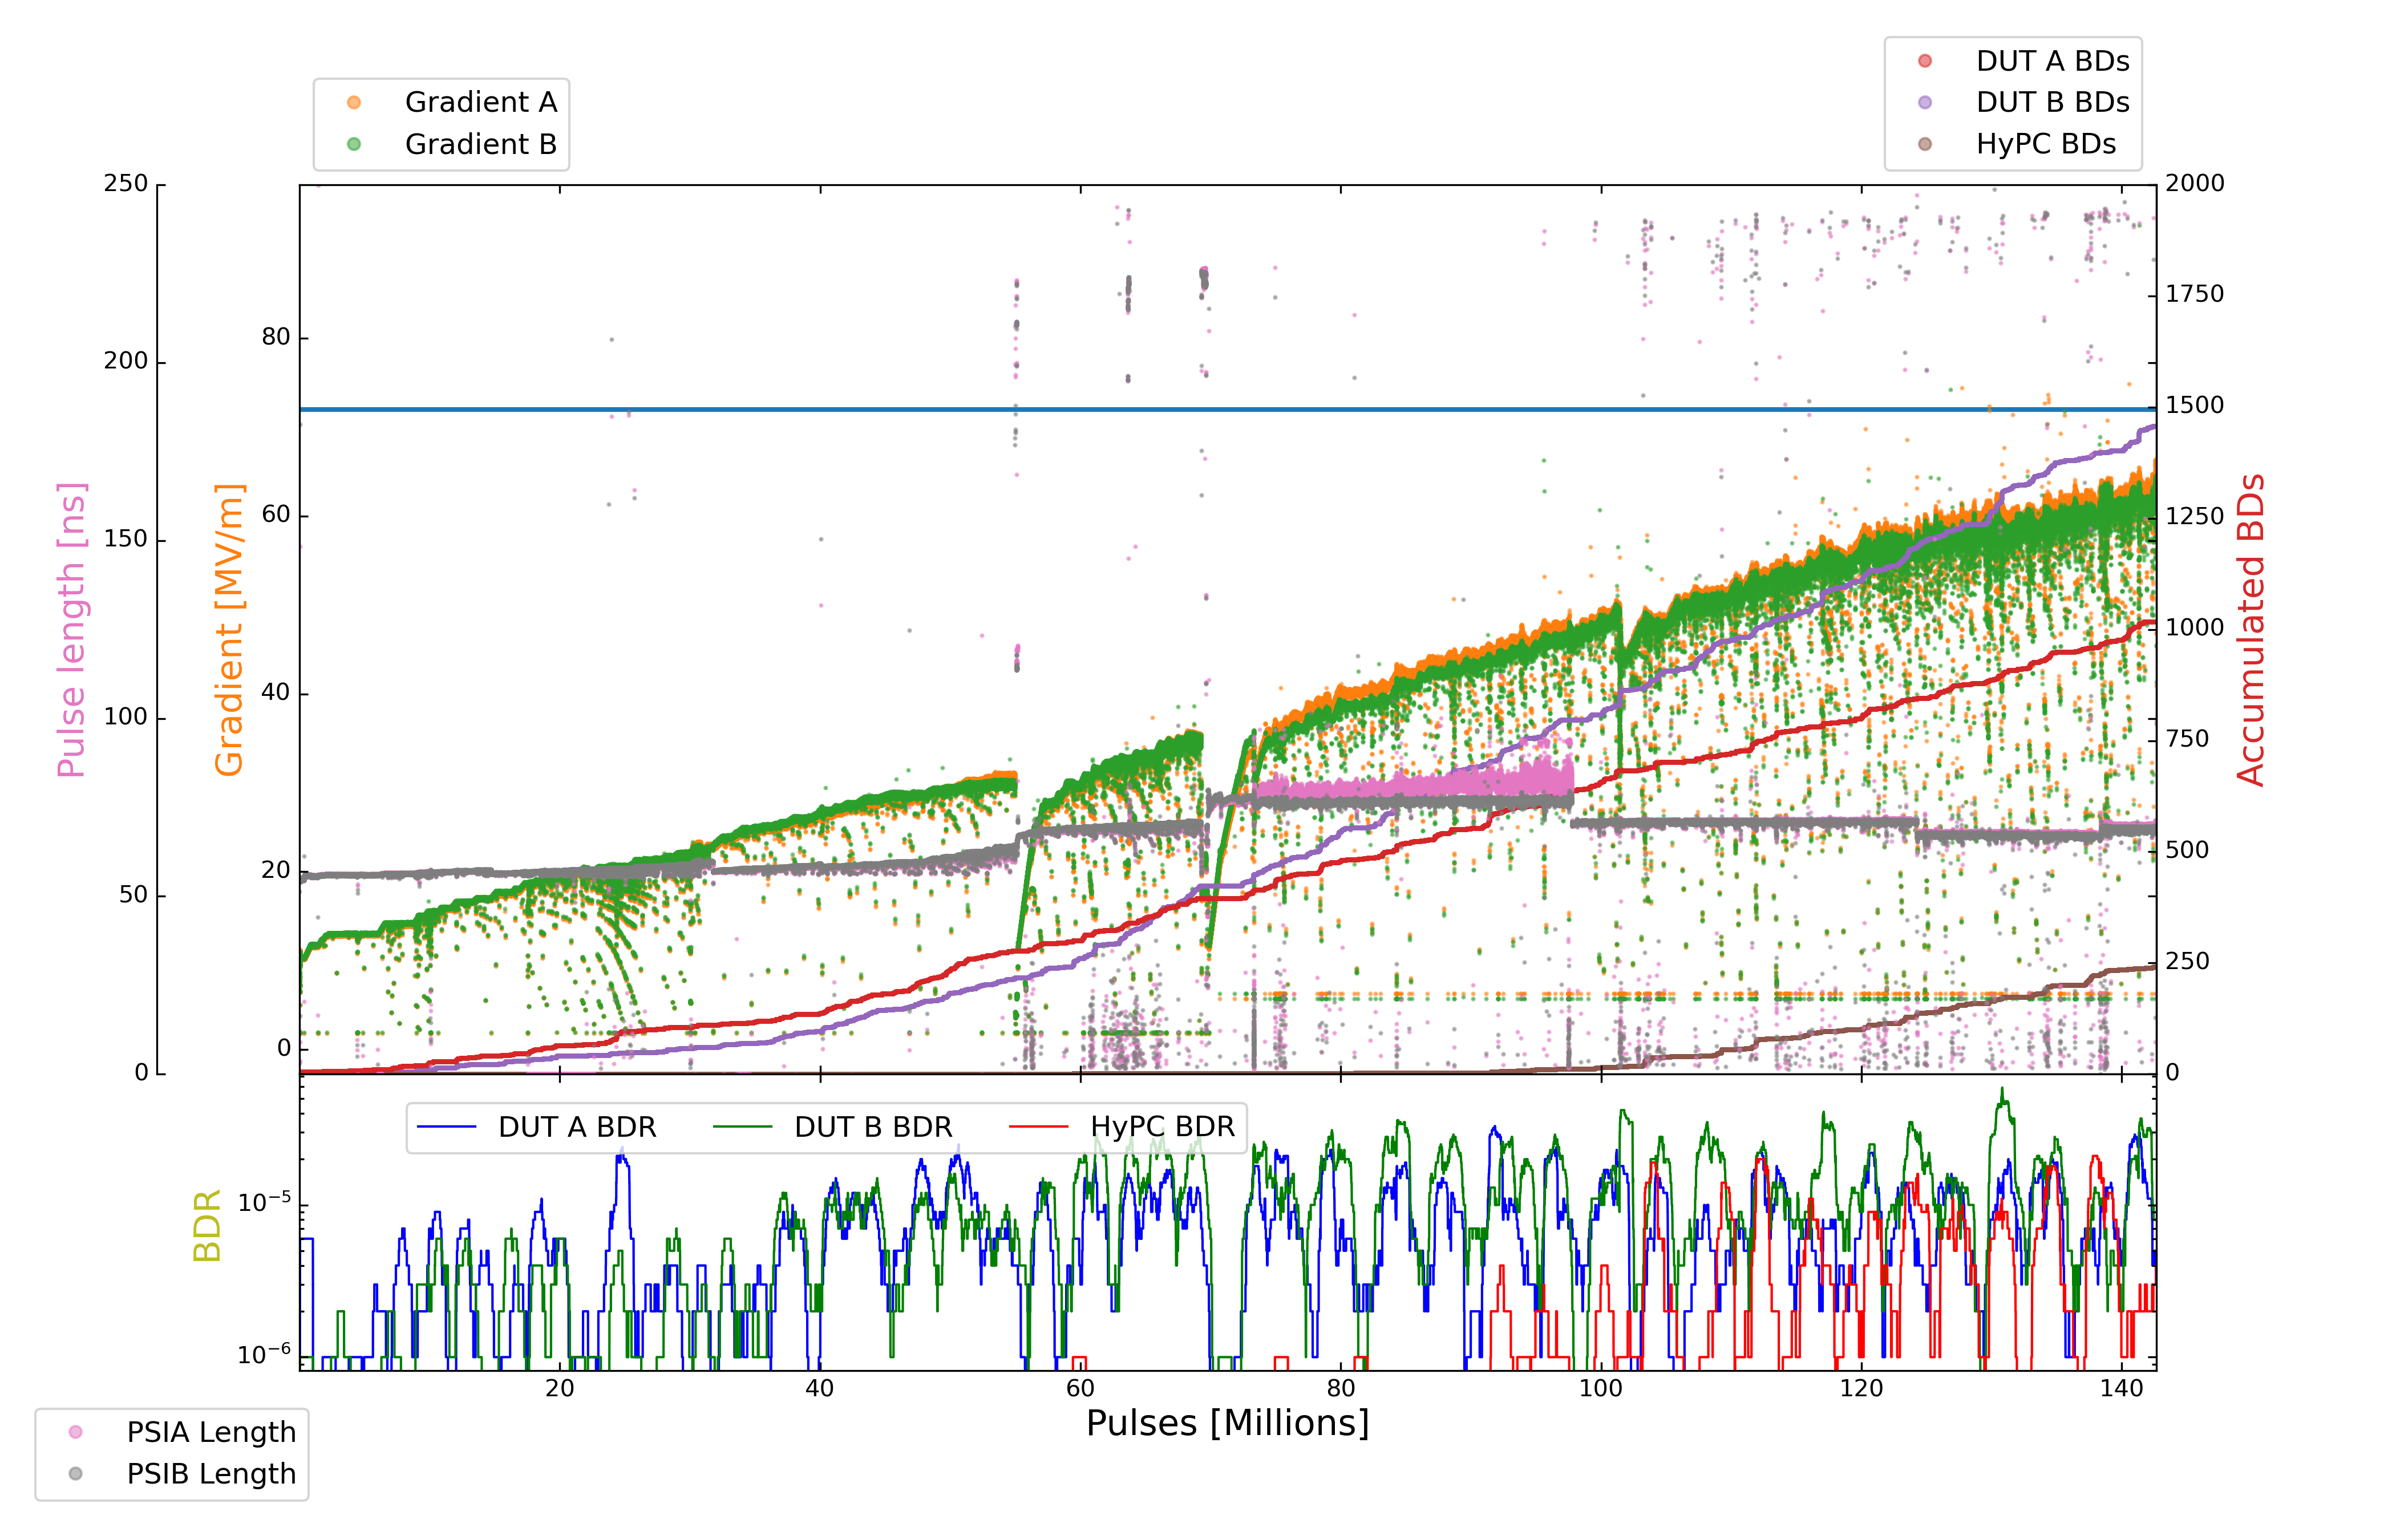 Gradient A
Gradient B
DUT A BDs
DUT B BDs
HyPC BDs
Pulse length [ns]
250
200
150
100
50
0
Gradient [MV/m]
80
60
40
20
0
Accumulated BDs
2000
1750
1500
1250
1000
750
500
250
0
DUT A BDR
DUT B BDR
HyPC BDR
BDR
10⁻⁵
10⁻⁶
20 40 60 80 100 120 140
Pulses [Millions]
PSIA Length
PSIB Length